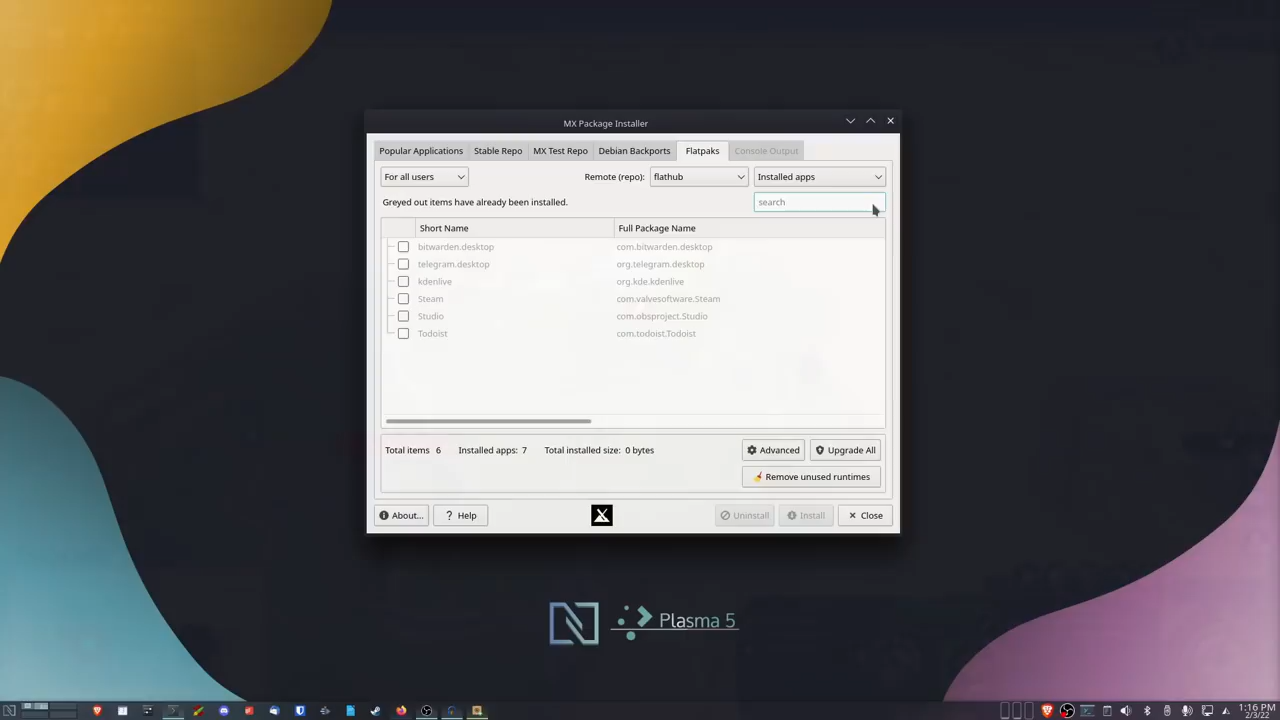 MX Package Installer
Popular Applications Stable Repo MX Test Repo Debian Backports Flatpaks Console Output
For all users Remote (repo): flathub Installed apps
Greyed out items have already been installed. search
Short Name Full Package Name
bitwarden.desktop com.bitwarden.desktop
telegram.desktop org.telegram.desktop
kdenlive org.kde.kdenlive
Steam com.valvesoftware.Steam
Studio com.obsproject.Studio
Todoist com.todoist.Todoist
Total items 6 Installed apps: 7 Total installed size: 0 bytes Advanced Upgrade All
Remove unused runtimes
About... ? Help Uninstall Install Close
Plasma 5
1:16 PM
2/3/22